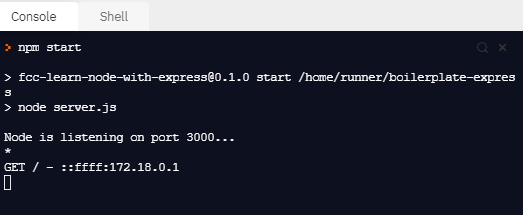 Console Shell
> npm start
> fcc-learn-node-with-express@0.1.0 start /home/runner/boilerplate-expres
s
> node server.js
Node is listening on port 3000...
*
GET / - ::ffff:172.18.0.1